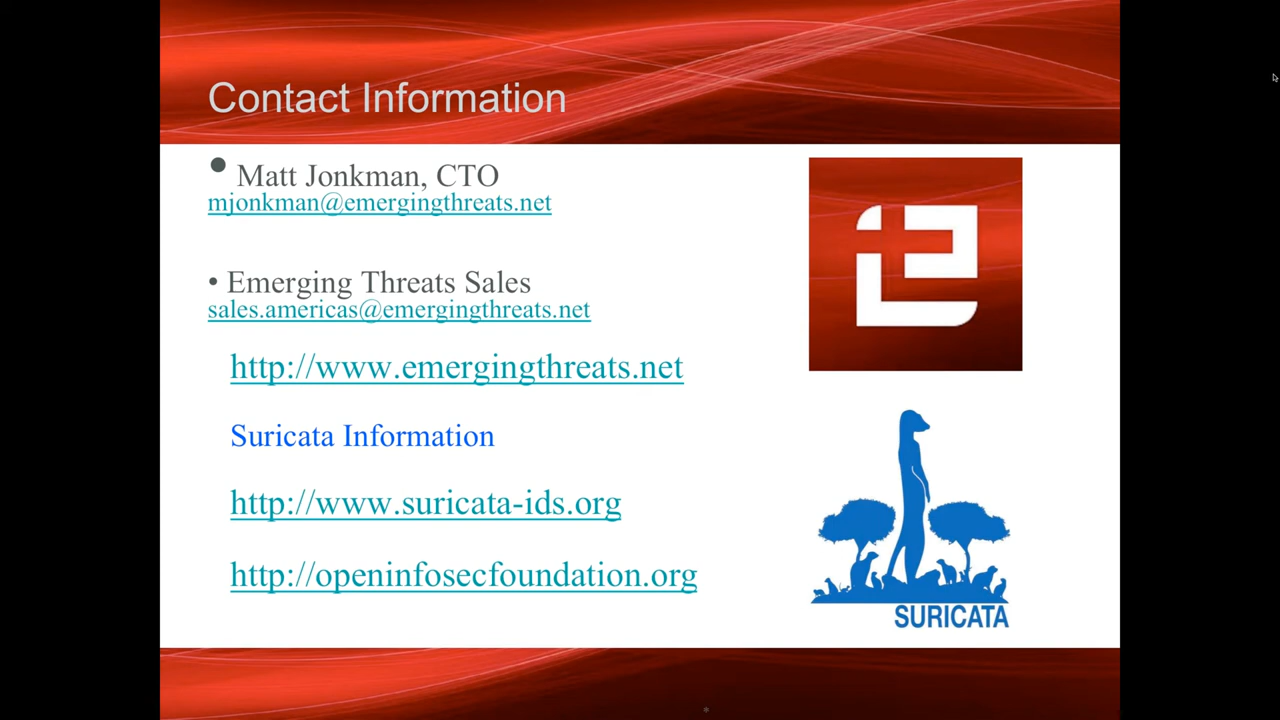 Contact Information
• Matt Jonkman, CTO
mjonkman@emergingthreats.net
• Emerging Threats Sales
sales.americas@emergingthreats.net
http://www.emergingthreats.net
Suricata Information
http://www.suricata-ids.org
http://openinfosecfoundation.org
SURICATA